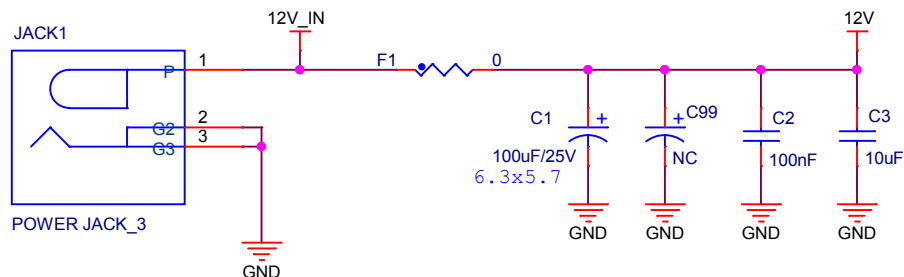 JACK1
12V_IN
12V
P
1
F1
0
G2
2
G3
3
C1
100uF/25V
6.3x5.7
C99
NC
C2
100nF
C3
10uF
POWER JACK_3
GND
GND
GND
GND
GND